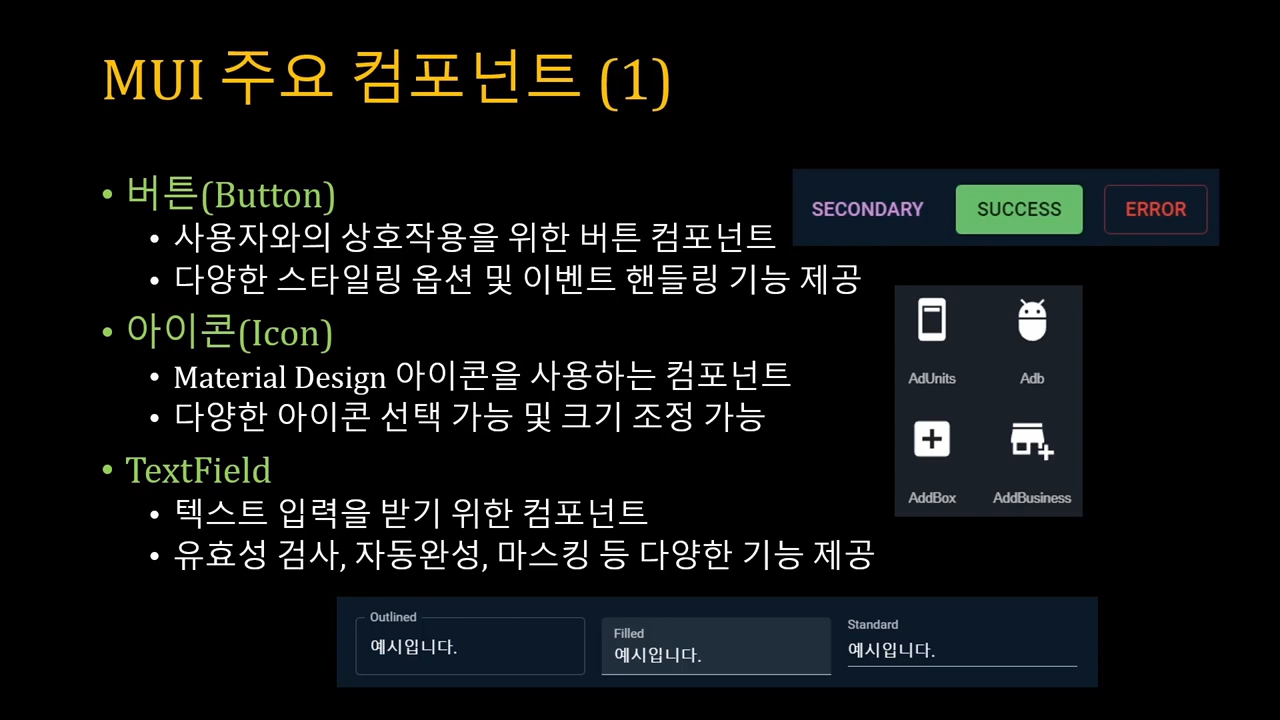 MUI 주요 컴포넌트 (1)
• 버튼(Button)
• 사용자와의 상호작용을 위한 버튼 컴포넌트
• 다양한 스타일링 옵션 및 이벤트 핸들링 기능 제공
SECONDARY SUCCESS ERROR
• 아이콘(Icon)
• Material Design 아이콘을 사용하는 컴포넌트
• 다양한 아이콘 선택 가능 및 크기 조정 가능
AdUnits Adb
AddBox AddBusiness
• TextField
• 텍스트 입력을 받기 위한 컴포넌트
• 유효성 검사, 자동완성, 마스킹 등 다양한 기능 제공
Outlined
예시입니다.
Filled
예시입니다.
Standard
예시입니다.